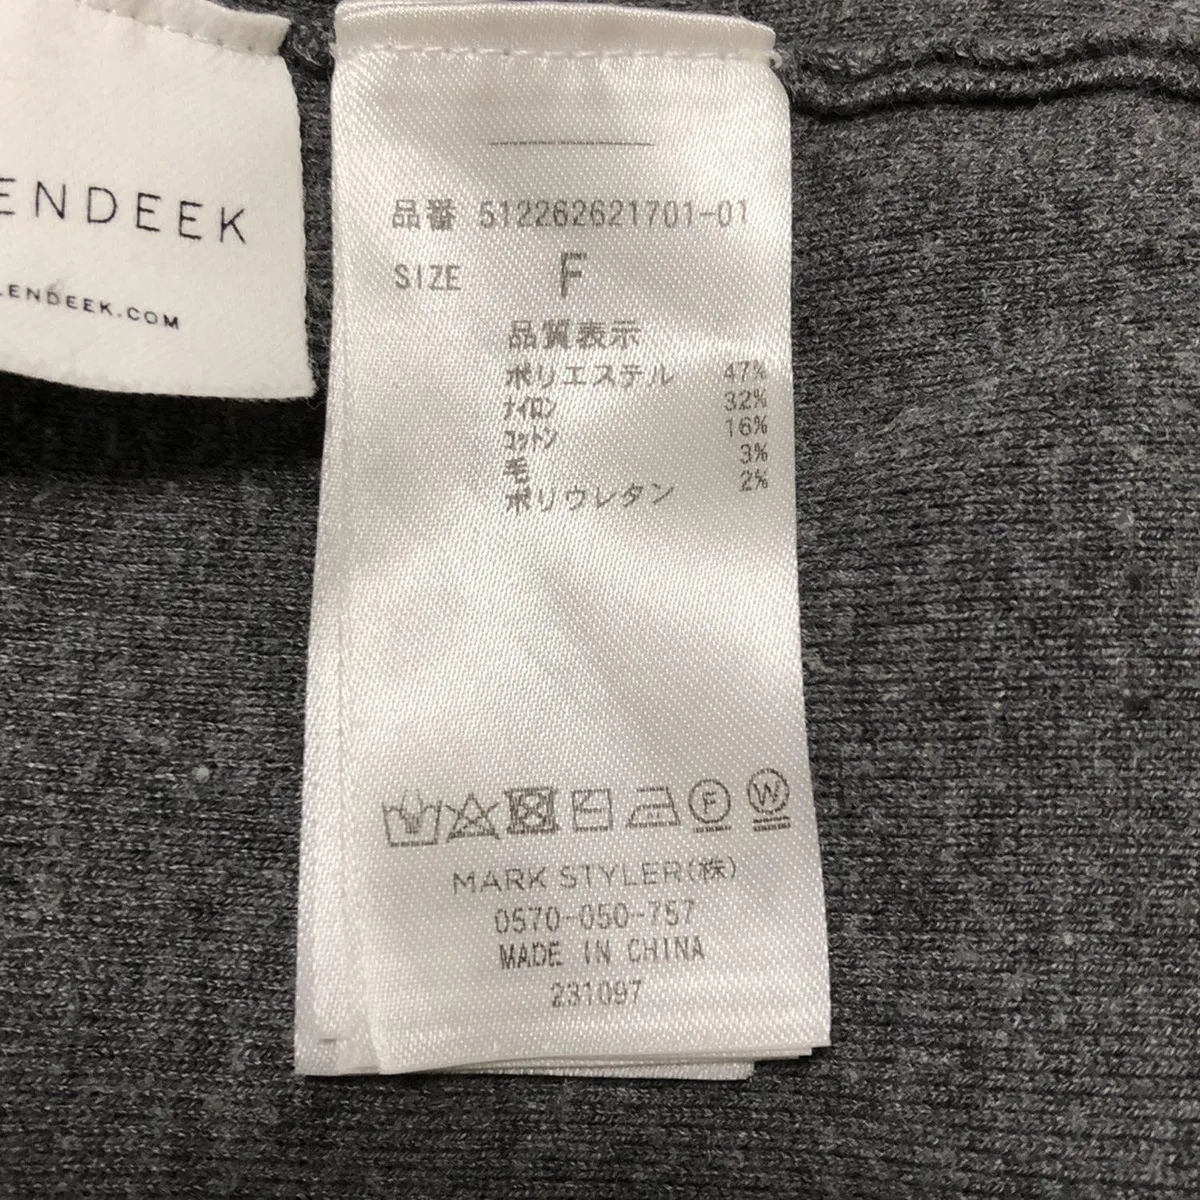 ENDEEK
LENDEEK.COM
品番 512262621701-01
SIZE F
品質表示
ポリエステル 47%
ナイロン 32%
コットン 16%
毛 3%
ポリウレタン 2%
F W
MARK STYLER(株)
0570-050-757
MADE IN CHINA
231097